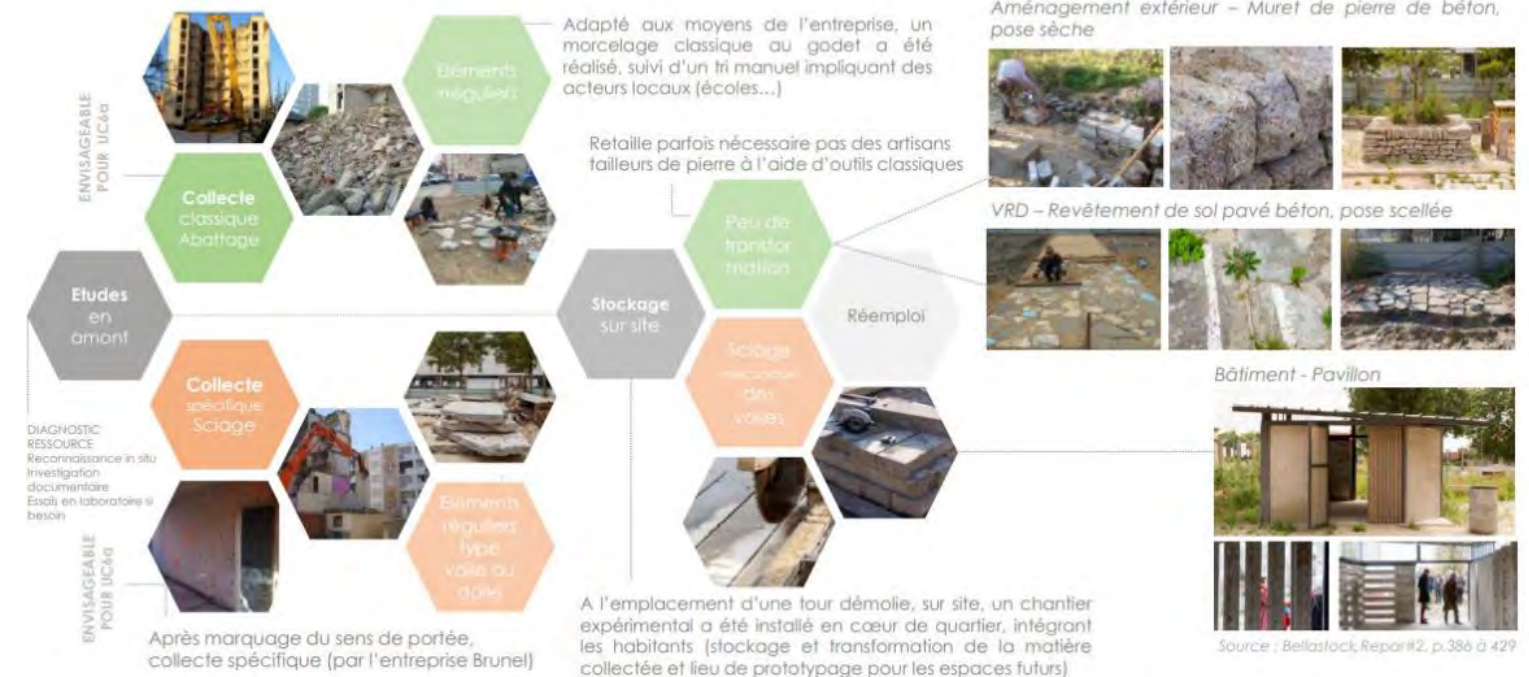 Adapté aux moyens de l'entreprise, un
morcelage classique au godet a été
réalisé, suivi d'un tri manuel impliquant des
acteurs locaux (écoles…)
Eléments
irréguliers
ENVISAGEABLE
POUR UC6a
Collecte
classique
Abattage
Retaille parfois nécessaire pas des artisans
tailleurs de pierre à l'aide d'outils classiques
Aménagement extérieur – Muret de pierre de béton,
pose sèche
VRD – Revêtement de sol pavé béton, pose scellée
Peu de
transfor
mation
Etudes
en
amont
Stockage
sur site
Réemploi
Collecte
spécifique
Sciage
Sciage
mécanique
des
voiles
Bâtiment - Pavillon
DIAGNOSTIC
RESSOURCE
Reconnaissance in situ
Investigation
documentaire
Essais en laboratoire si
besoin
Eléments
réguliers
type
voile ou
dalle
ENVISAGEABLE
POUR UC6a
Après marquage du sens de portée,
collecte spécifique (par l'entreprise Brunel)
A l'emplacement d'une tour démolie, sur site, un chantier
expérimental a été installé en cœur de quartier, intégrant
les habitants (stockage et transformation de la matière
collectée et lieu de prototypage pour les espaces futurs)
Source : Bellastock, Repar#2, p.386 à 429